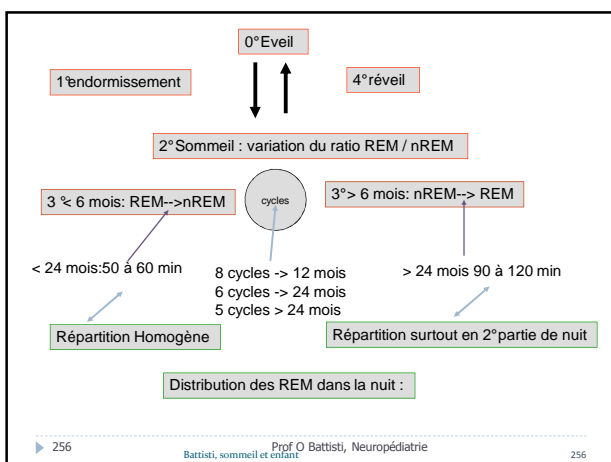 0° Eveil
1°endormissement
4° réveil
2° Sommeil : variation du ratio REM / nREM
3 °< 6 mois: REM-->nREM
cycles
3° > 6 mois: nREM--> REM
< 24 mois:50 à 60 min
8 cycles -> 12 mois
6 cycles -> 24 mois
5 cycles > 24 mois
> 24 mois 90 à 120 min
Répartition Homogène
Répartition surtout en 2° partie de nuit
Distribution des REM dans la nuit :
256
Prof O Battisti, Neuropédiatrie
Battisti, sommeil et enfant
256